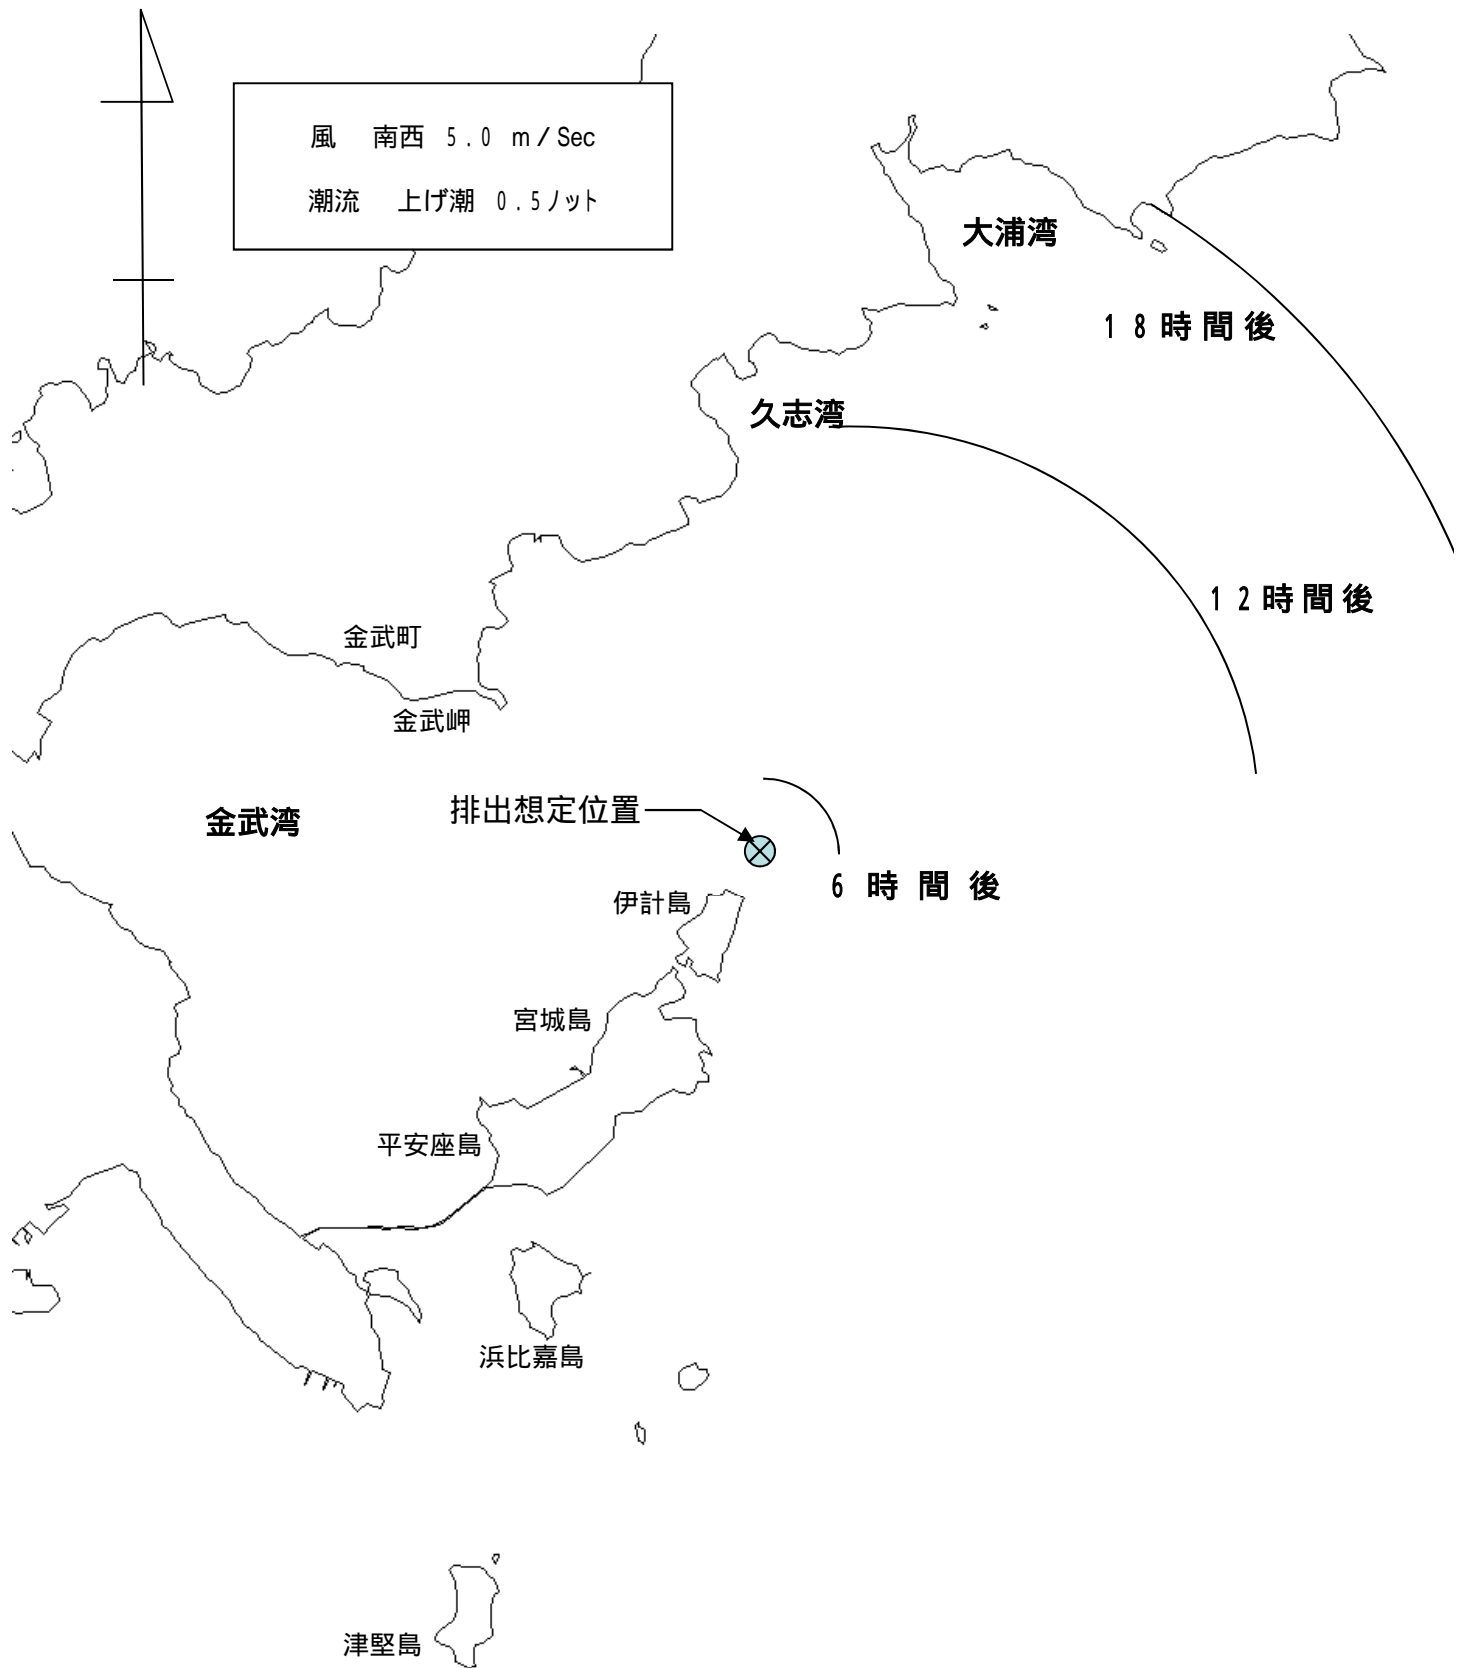 風 南西 5.0 m/Sec
潮流 上げ潮 0.5ノット
大浦湾
18時間後
久志湾
12時間後
金武町
金武岬
排出想定位置
金武湾
6時間後
伊計島
宮城島
平安座島
浜比嘉島
津堅島